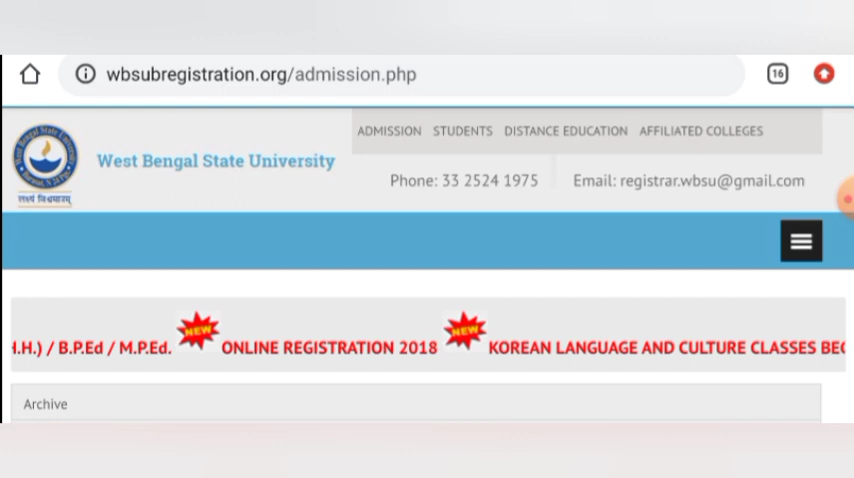 16
wbsubregistration.org/admission.php
ADMISSION STUDENTS DISTANCE EDUCATION AFFILIATED COLLEGES
West Bengal State University
Phone: 33 2524 1975 Email: registrar.wbsu@gmail.com
NEW NEW
I.H.) / B.P.Ed / M.P.Ed. ONLINE REGISTRATION 2018 KOREAN LANGUAGE AND CULTURE CLASSES BEG
Archive